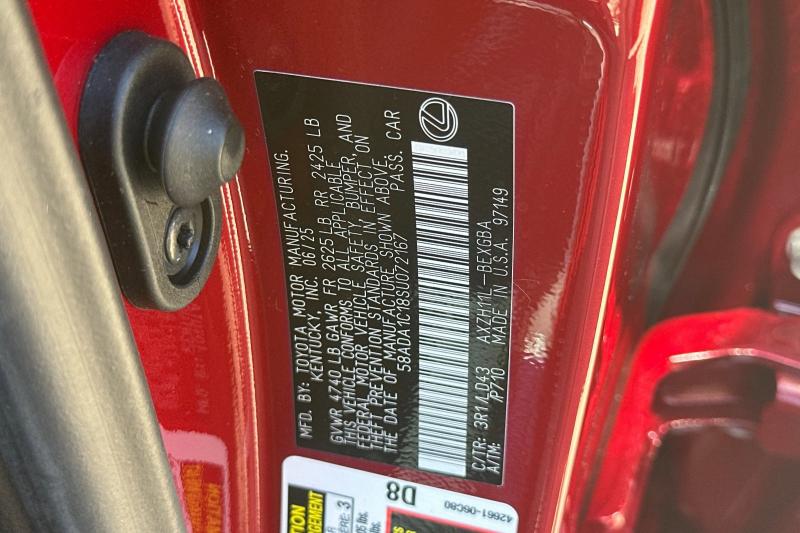 MFD. BY: TOYOTA MOTOR MANUFACTURING.
KENTUCKY, INC. 06/25
GVWR 4740 LB GAWR FR 2625 LB RR 2425 LB
THIS VEHICLE CONFORMS TO ALL APPLICABLE
FEDERAL MOTOR VEHICLE SAFETY, BUMPER, AND
THEFT PREVENTION STANDARDS IN EFFECT ON
THE DATE OF MANUFACTURE SHOWN ABOVE.
58ADA1C18SU072167 PASS. CAR
C/TR: 3R1/LD43 AXZH11L-BEXGBA
A/TM: /P710 MADE IN U.S.A. 97149
D8
42661-06C80